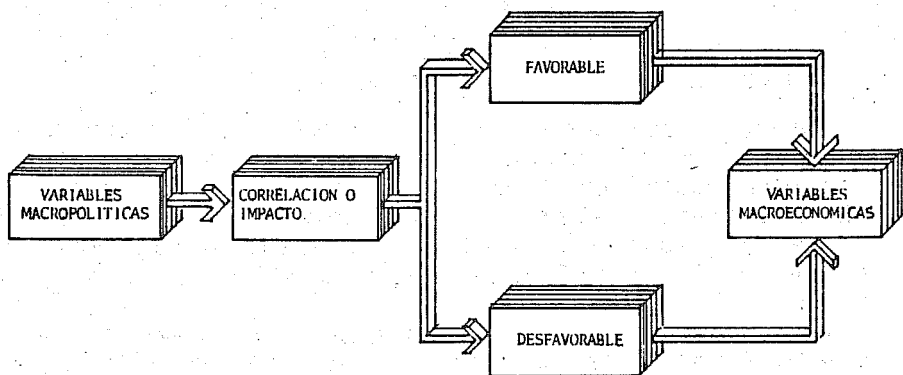 FAVORABLE
VARIABLES
MACROPOLITICAS
CORRELACION O
IMPACTO.
VARIABLES
MACROECONOMICAS
DESFAVORABLE